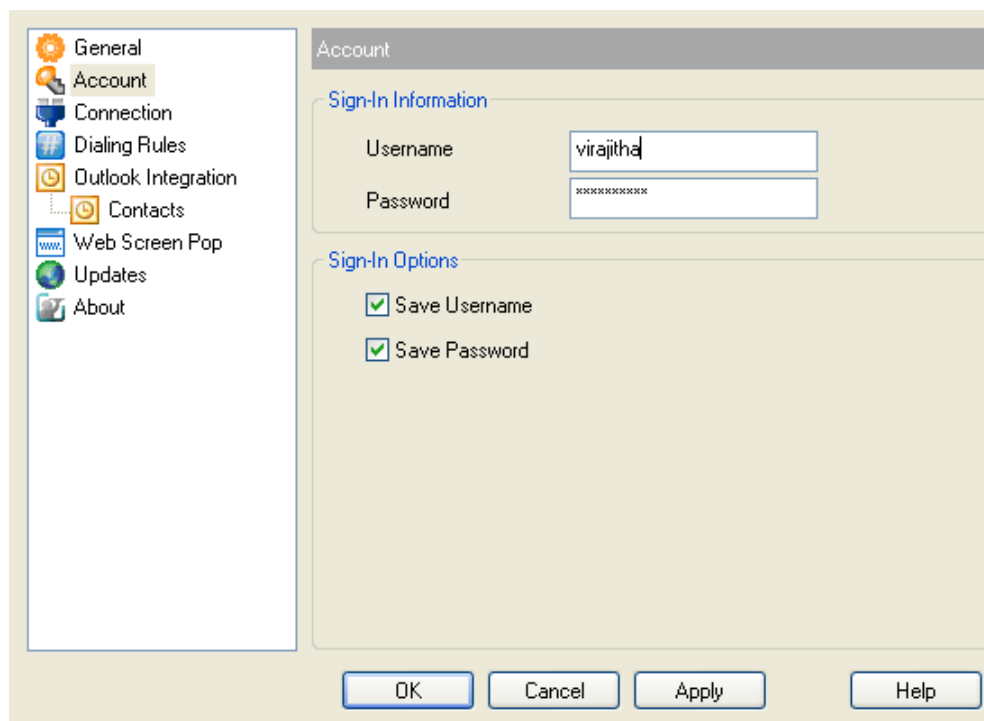 General
Account
Connection
Dialing Rules
Outlook Integration
Contacts
www.
Web Screen Pop
Updates
About
Account
Sign-In Information
Username
virajitha
Password
**********
Sign-In Options
Save Username
Save Password
OK
Cancel
Apply
Help